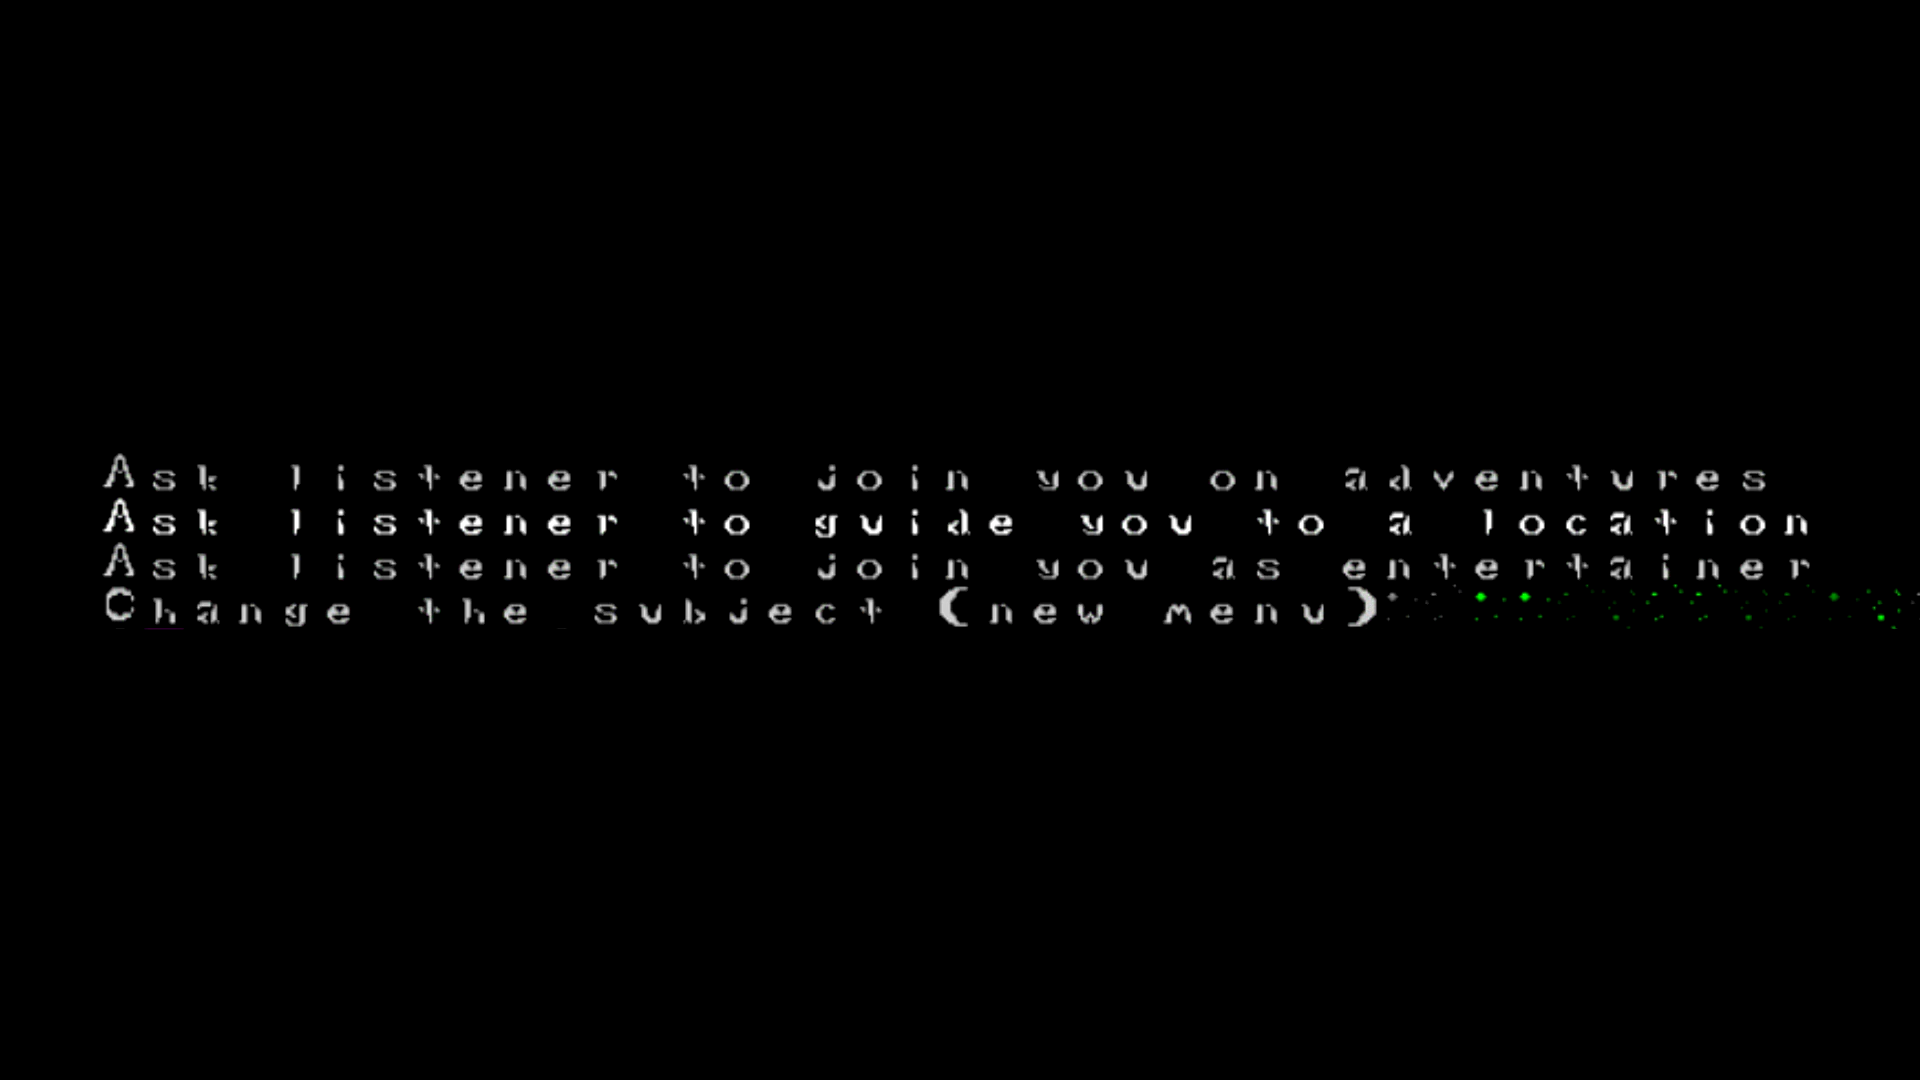 Ask listener to join you on adventures
Ask listener to guide you to a location
Ask listener to join you as entertainer
Change the subject (new menu)